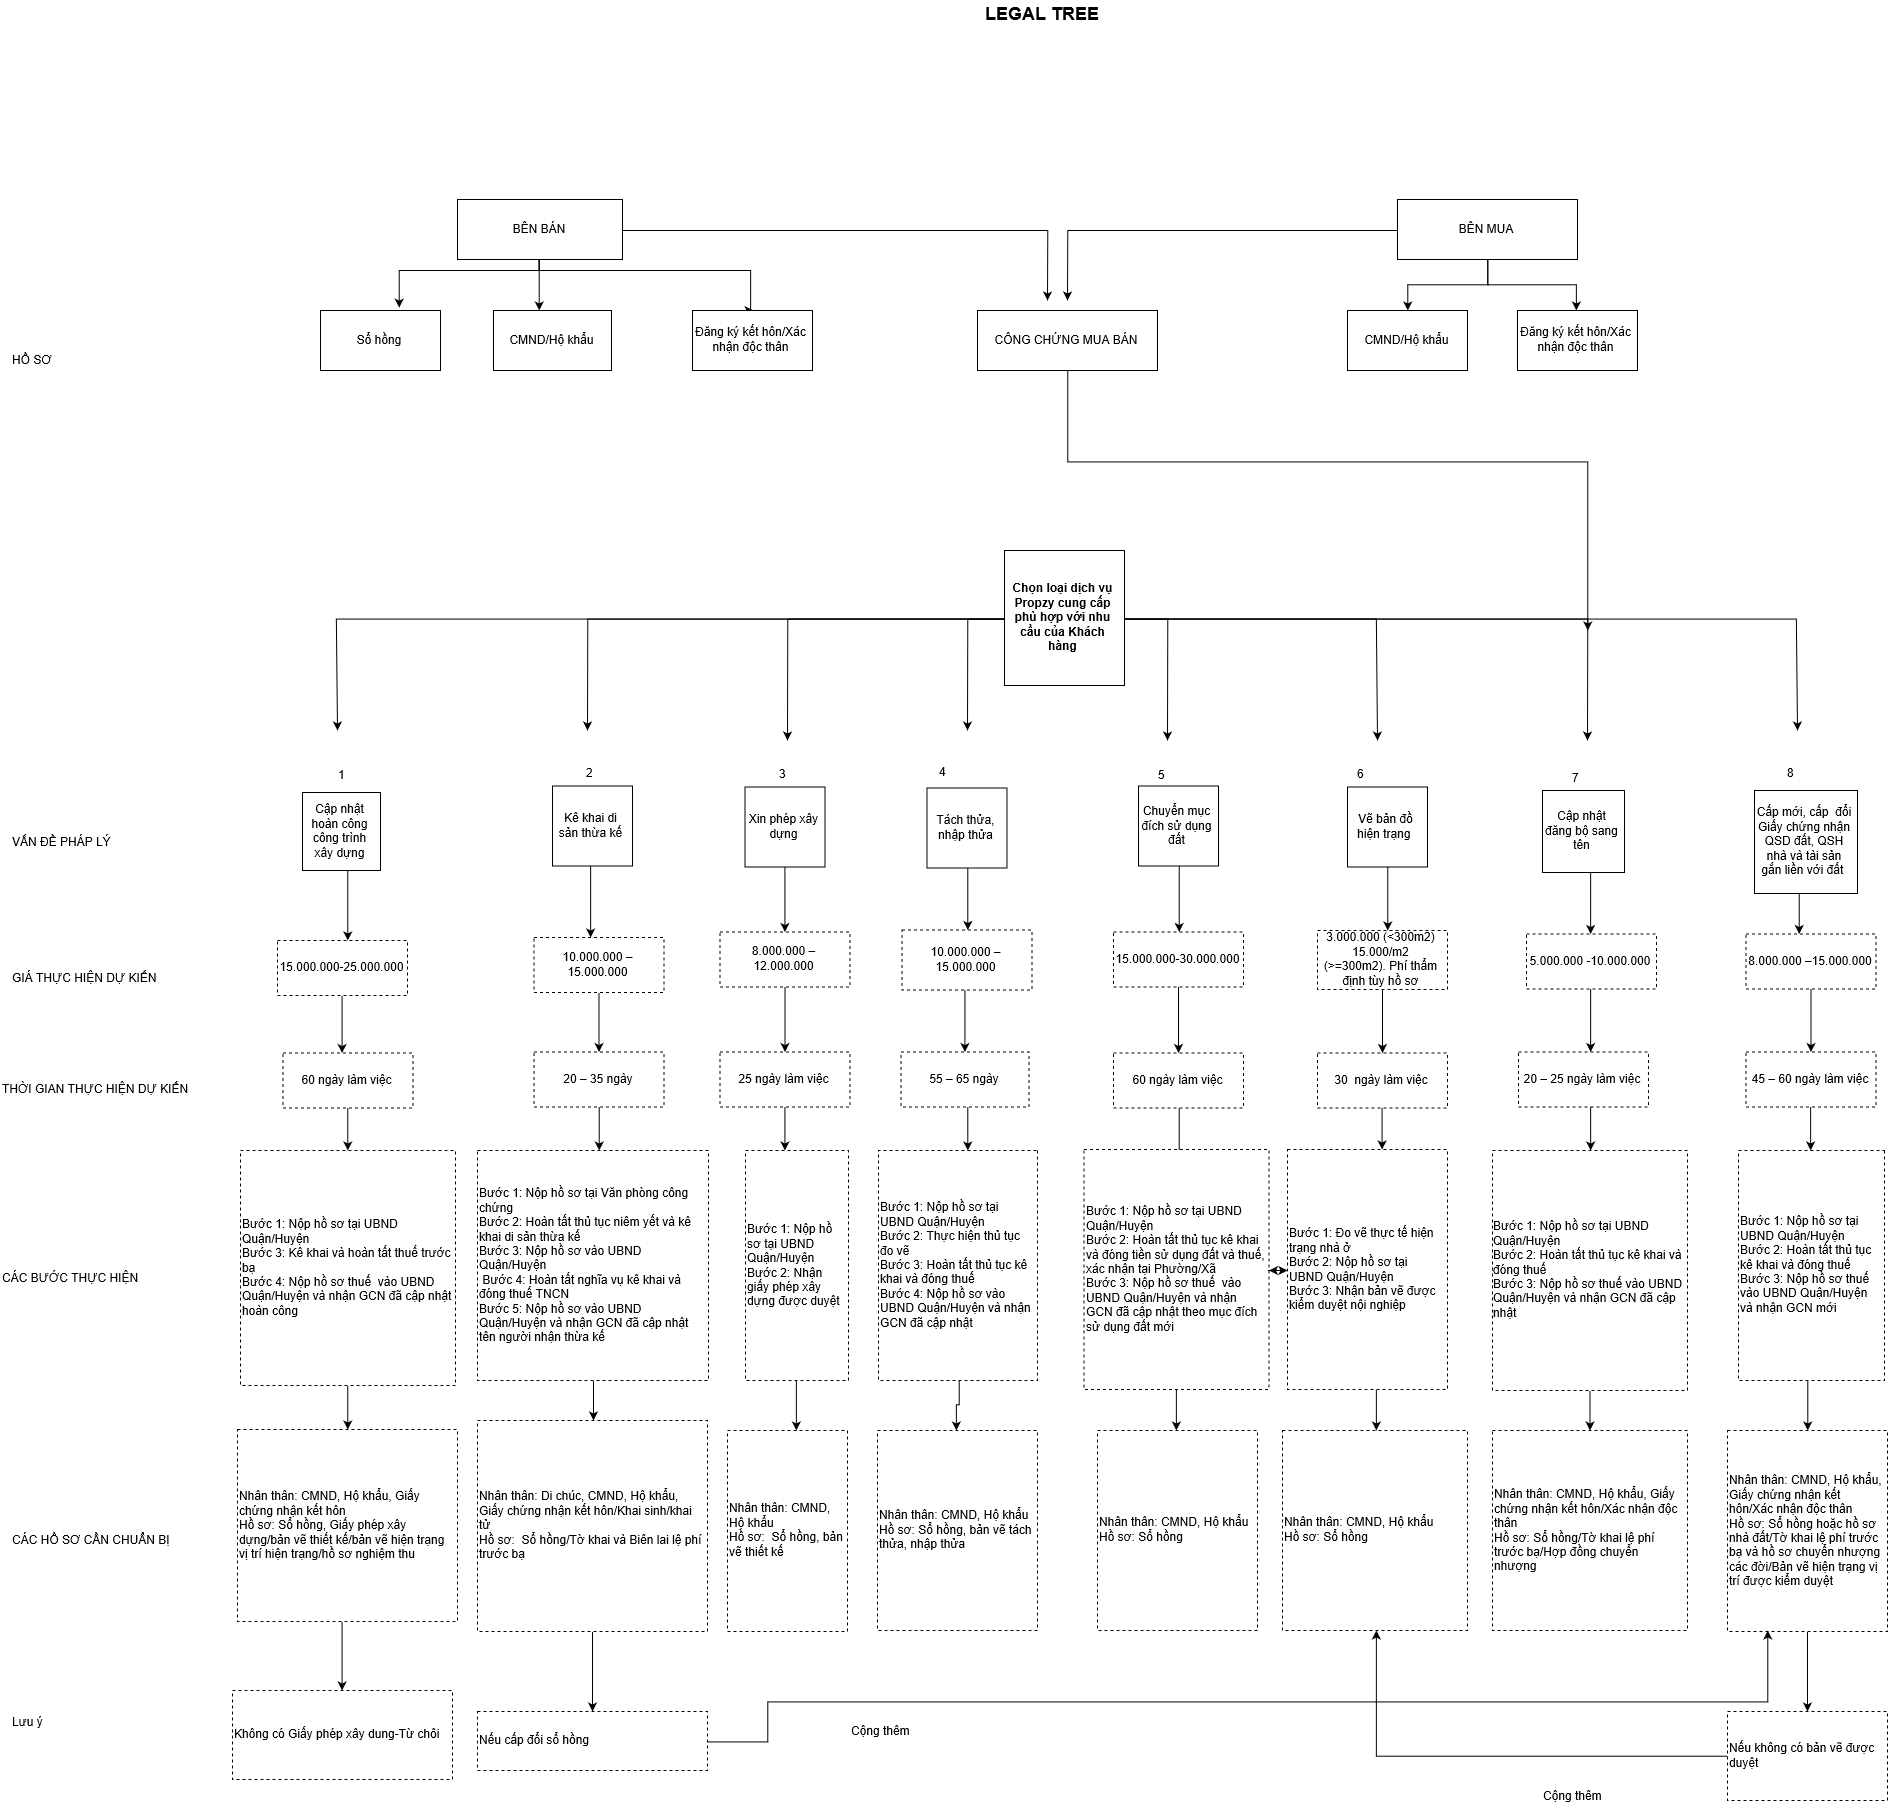 LEGAL TREE
BÊN BÁN
BÊN MUA
HỒ SƠ
Sổ hồng
CMND/Hộ khẩu
Đăng ký kết hôn/Xác
nhận độc thân
CÔNG CHỨNG MUA BÁN
CMND/Hộ khẩu
Đăng ký kết hôn/Xác
nhận độc thân
Chọn loại dịch vụ
Propzy cung cấp
phù hợp với nhu
cầu của Khách
hàng
1
2
3
4
5
6
7
8
VẤN ĐỀ PHÁP LÝ
Cập nhật
hoàn công
công trình
xây dựng
Kê khai di
sản thừa kế
Xin phép xây
dựng
Tách thửa,
nhập thửa
Chuyển mục
đích sử dụng
đất
Vẽ bản đồ
hiện trạng
Cập nhật
đăng bộ sang
tên
Cấp mới, cấp  đổi
Giấy chứng nhận
QSD đất, QSH
nhà và tài sản
gắn liền với đất
GIÁ THỰC HIỆN DỰ KIẾN
15.000.000-25.000.000
10.000.000 –
15.000.000
8.000.000 –
12.000.000
10.000.000 –
15.000.000
15.000.000-30.000.000
3.000.000 (<300m2)
15.000/m2
(>=300m2). Phí thẩm
định tùy hồ sơ
5.000.000 -10.000.000
8.000.000 –15.000.000
THỜI GIAN THỰC HIỆN DỰ KIẾN
60 ngày làm việc
20 – 35 ngày
25 ngày làm việc
55 – 65 ngày
60 ngày làm việc
30  ngày làm việc
20 – 25 ngày làm việc
45 – 60 ngày làm việc
CÁC BƯỚC THỰC HIỆN
Bước 1: Nộp hồ sơ tại UBND
Quận/Huyện
Bước 3: Kê khai và hoàn tất thuế trước
bạ
Bước 4: Nộp hồ sơ thuế  vào UBND
Quận/Huyện và nhận GCN đã cập nhật
hoàn công
Bước 1: Nộp hồ sơ tại Văn phòng công
chứng
Bước 2: Hoàn tất thủ tục niêm yết và kê
khai di sản thừa kế
Bước 3: Nộp hồ sơ vào UBND
Quận/Huyện
Bước 4: Hoàn tất nghĩa vụ kê khai và
đóng thuế TNCN
Bước 5: Nộp hồ sơ vào UBND
Quận/Huyện và nhận GCN đã cập nhật
tên người nhận thừa kế
Bước 1: Nộp hồ
sơ tại UBND
Quận/Huyện
Bước 2: Nhận
giấy phép xây
dựng được duyệt
Bước 1: Nộp hồ sơ tại
UBND Quận/Huyện
Bước 2: Thực hiện thủ tục
đo vẽ
Bước 3: Hoàn tất thủ tục kê
khai và đóng thuế
Bước 4: Nộp hồ sơ vào
UBND Quận/Huyện và nhận
GCN đã cập nhật
Bước 1: Nộp hồ sơ tại UBND
Quận/Huyện
Bước 2: Hoàn tất thủ tục kê khai
và đóng tiền sử dụng đất và thuế,
xác nhận tại Phường/Xã
Bước 3: Nộp hồ sơ thuế  vào
UBND Quận/Huyện và nhận
GCN đã cập nhật theo mục đích
sử dụng đất mới
Bước 1: Đo vẽ thực tế hiện
trạng nhà ở
Bước 2: Nộp hồ sơ tại
UBND Quận/Huyện
Bước 3: Nhận bản vẽ được
kiểm duyệt nội nghiệp
Bước 1: Nộp hồ sơ tại UBND
Quận/Huyện
Bước 2: Hoàn tất thủ tục kê khai và
đóng thuế
Bước 3: Nộp hồ sơ thuế vào UBND
Quận/Huyện và nhận GCN đã cập
nhật
Bước 1: Nộp hồ sơ tại
UBND Quận/Huyện
Bước 2: Hoàn tất thủ tục
kê khai và đóng thuế
Bước 3: Nộp hồ sơ thuế
vào UBND Quận/Huyện
và nhận GCN mới
CÁC HỒ SƠ CẦN CHUẨN BỊ
Nhân thân: CMND, Hộ khẩu, Giấy
chứng nhận kết hôn
Hồ sơ: Sổ hồng, Giấy phép xây
dựng/bản vẽ thiết kế/bản vẽ hiện trạng
vị trí hiện trạng/hồ sơ nghiệm thu
Nhân thân: Di chúc, CMND, Hộ khẩu,
Giấy chứng nhận kết hôn/Khai sinh/khai
tử
Hồ sơ:  Sổ hồng/Tờ khai và Biên lai lệ phí
trước bạ
Nhân thân: CMND,
Hộ khẩu
Hồ sơ:  Sổ hồng, bản
vẽ thiết kế
Nhân thân: CMND, Hộ khẩu
Hồ sơ: Sổ hồng, bản vẽ tách
thửa, nhập thửa
Nhân thân: CMND, Hộ khẩu
Hồ sơ: Sổ hồng
Nhân thân: CMND, Hộ khẩu
Hồ sơ: Sổ hồng
Nhân thân: CMND, Hộ khẩu, Giấy
chứng nhận kết hôn/Xác nhận độc
thân
Hồ sơ: Sổ hồng/Tờ khai lệ phí
trước bạ/Hợp đồng chuyển
nhượng
Nhân thân: CMND, Hộ khẩu,
Giấy chứng nhận kết
hôn/Xác nhận độc thân
Hồ sơ: Sổ hồng hoặc hồ sơ
nhà đất/Tờ khai lệ phí trước
bạ và hồ sơ chuyển nhượng
các đời/Bản vẽ hiện trạng vị
trí được kiểm duyệt
Lưu ý
Không có Giấy phép xây dung-Từ chôi
Nếu cấp đổi sổ hồng
Cộng thêm
Nếu không có bản vẽ được
duyệt
Cộng thêm